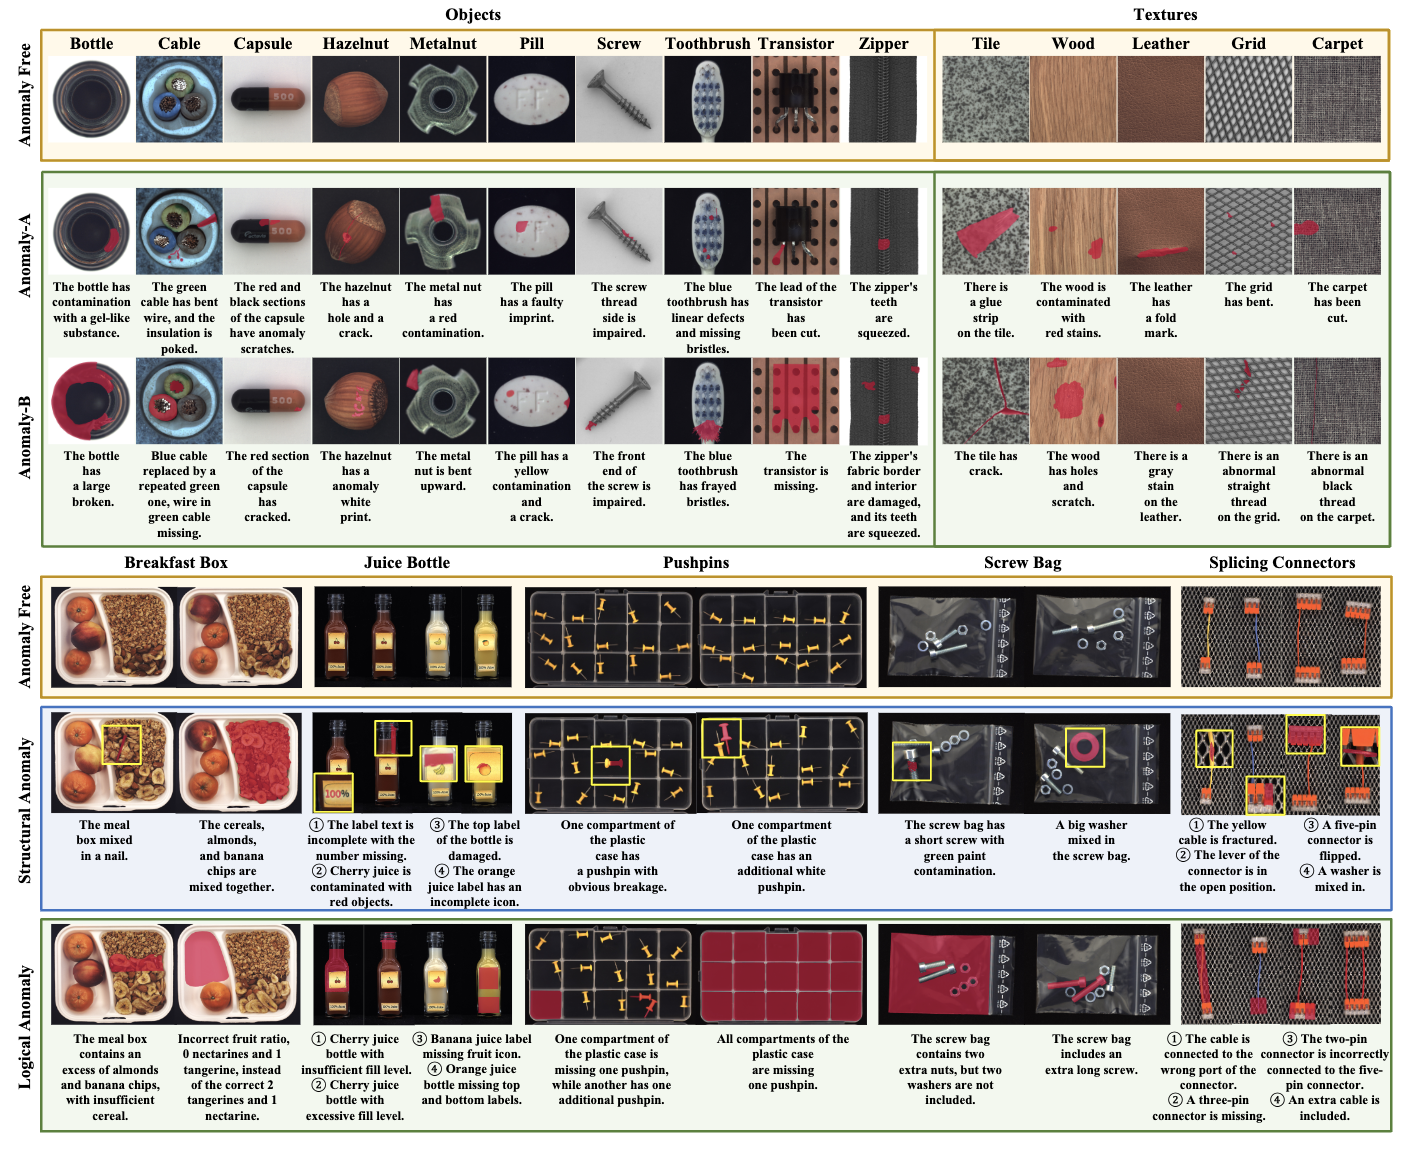 Objects
Textures
Bottle Cable Capsule Hazelnut Metalnut Pill Screw Toothbrush Transistor Zipper Tile Wood Leather Grid Carpet
Anomaly Free
Anomaly-A
The bottle has
contamination
with a gel-like
substance.
The green
cable has bent
wire, and the
insulation is
poked.
The red and
black sections
of the capsule
have anomaly
scratches.
The hazelnut
has a
hole and a
crack.
The metal nut
has
a red
contamination.
The pill
has a faulty
imprint.
The screw
thread
side is
impaired.
The blue
toothbrush has
linear defects
and missing
bristles.
The lead of the
transistor
has
been cut.
The zipper's
teeth
are
squeezed.
There is
a glue
strip
on the tile.
The wood is
contaminated
with
red stains.
The leather
has
a fold
mark.
The grid
has bent.
The carpet
has been
cut.
Anomaly-B
The bottle
has
a large
broken.
Blue cable
replaced by a
repeated green
one, wire in
green cable
missing.
The red section
of the
capsule
has
cracked.
The hazelnut
has a
anomaly
white
print.
The metal
nut is bent
upward.
The pill has a
yellow
contamination
and
a crack.
The front
end of
the screw is
impaired.
The blue
toothbrush
has frayed
bristles.
The
transistor is
missing.
The zipper's
fabric border
and interior
are damaged,
and its teeth
are squeezed.
The tile has
crack.
The wood
has holes
and
scratch.
There is a
gray
stain
on the
leather.
There is an
abnormal
straight
thread
on the grid.
There is an
abnormal
black
thread
on the carpet.
Breakfast Box Juice Bottle Pushpins Screw Bag Splicing Connectors
Anomaly Free
Structural Anomaly
100%
The meal
box mixed
in a nail.
The cereals,
almonds,
and banana
chips are
mixed together.
① The label text is
incomplete with the
number missing.
② Cherry juice is
contaminated with
red objects.
③ The top label
of the bottle is
damaged.
④ The orange
juice label has an
incomplete icon.
One compartment of
the plastic
case has
a pushpin with
obvious breakage.
One compartment
of the plastic
case has an
additional white
pushpin.
The screw bag has
a short screw with
green paint
contamination.
A big washer
mixed in
the screw bag.
① The yellow
cable is fractured.
② The lever of the
connector is in
the open position.
③ A five-pin
connector is
flipped.
④ A washer is
mixed in.
Logical Anomaly
The meal box
contains an
excess of almonds
and banana chips,
with insufficient
cereal.
Incorrect fruit ratio,
0 nectarines and 1
tangerine, instead
of the correct 2
tangerines and 1
nectarine.
① Cherry juice
bottle with
insufficient fill level.
② Cherry juice
bottle with
excessive fill level.
③ Banana juice label
missing fruit icon.
④ Orange juice
bottle missing top
and bottom labels.
One compartment of
the plastic case is
missing one pushpin,
while another has one
additional pushpin.
All compartments of the
plastic case
are missing
one pushpin.
The screw bag
contains two
extra nuts, but two
washers are not
included.
The screw bag
includes an
extra long screw.
① The cable is
connected to the
wrong port of the
connector.
② A three-pin
connector is missing.
③ The two-pin
connector is incorrectly
connected to the five-
pin connector.
④ An extra cable is
included.